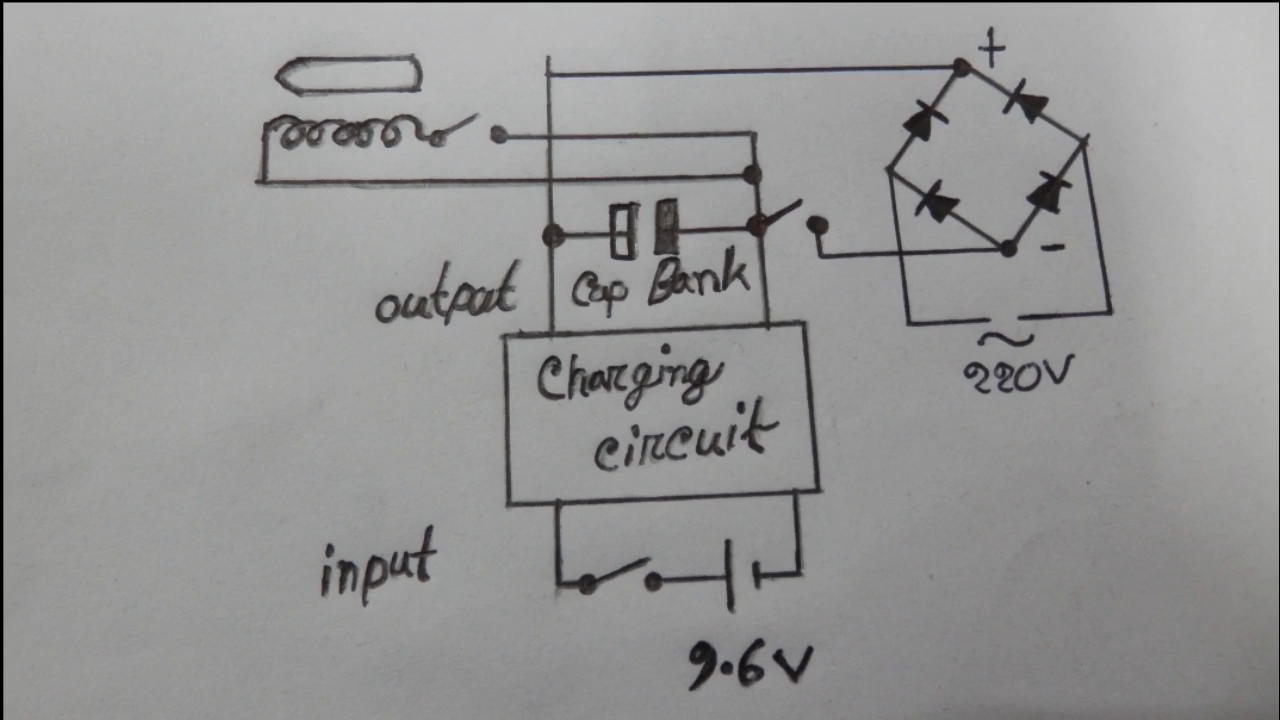 +
output
Cap Bank
-
~
220V
Charging
circuit
input
9.6V